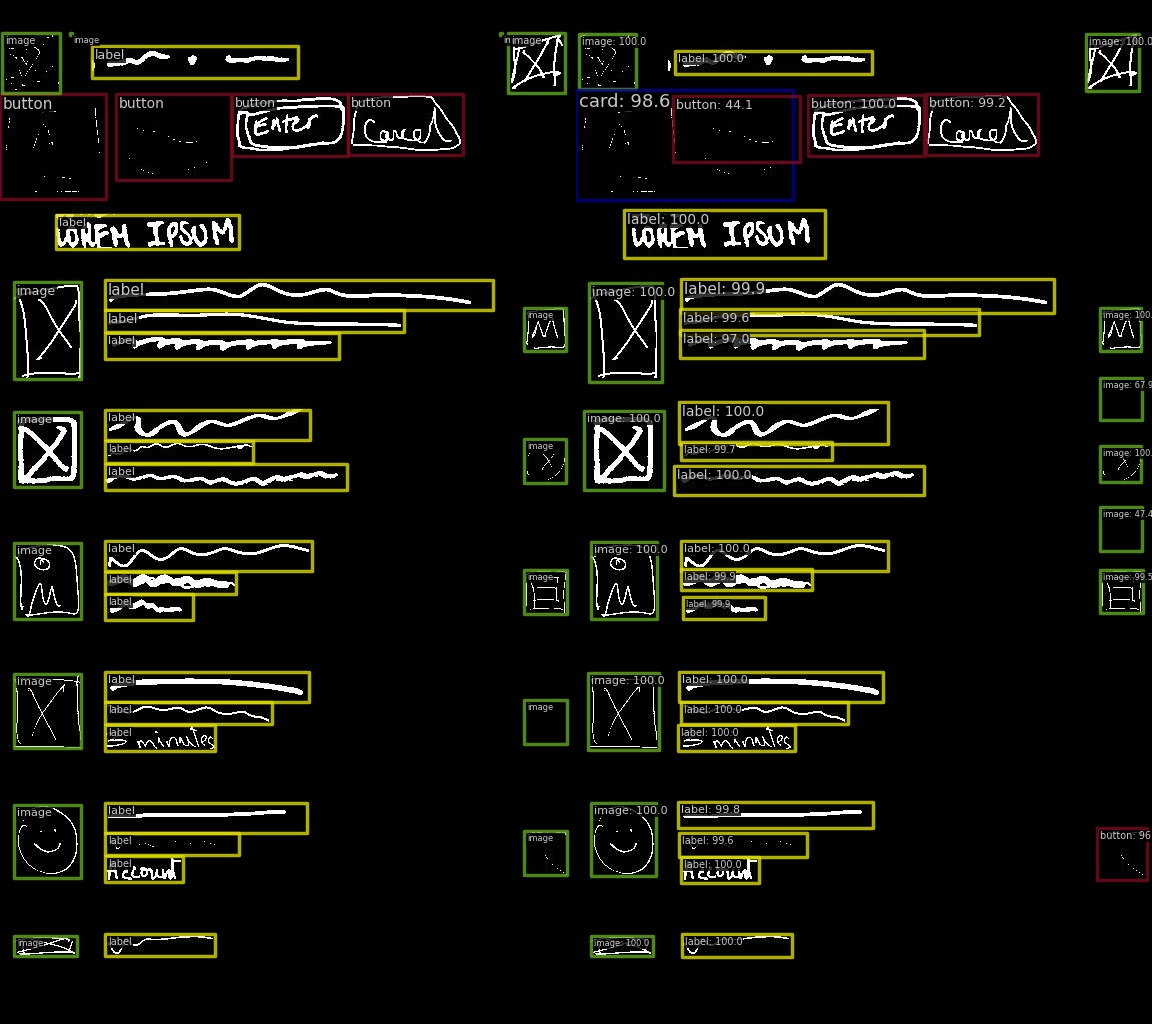 image image label image image: 100.0 label: 100.0 image: 100.0
button button button button card: 98.6 button: 44.1 button: 100.0 button: 99.2
Enter Cancel Enter Cancel
label label: 100.0
LOREM IPSUM LOREM IPSUM
image label image: 100.0 label: 99.9
label image label: 99.6 image: 100.
label label: 97.0
image: 67.9
image label image: 100.0 label: 100.0
label image label: 99.7 image: 100.
label label: 100.0
image: 47.4
image label image: 100.0 label: 100.0
label image label: 99.9 image: 99.5
label label: 99.9
image label image: 100.0 label: 100.0
label image label: 100.0
label label: 100.0
minutes minutes
image label image: 100.0 label: 99.8
label image label: 99.6 button: 96
label label: 100.0
Account Account
image label image: 100.0 label: 100.0